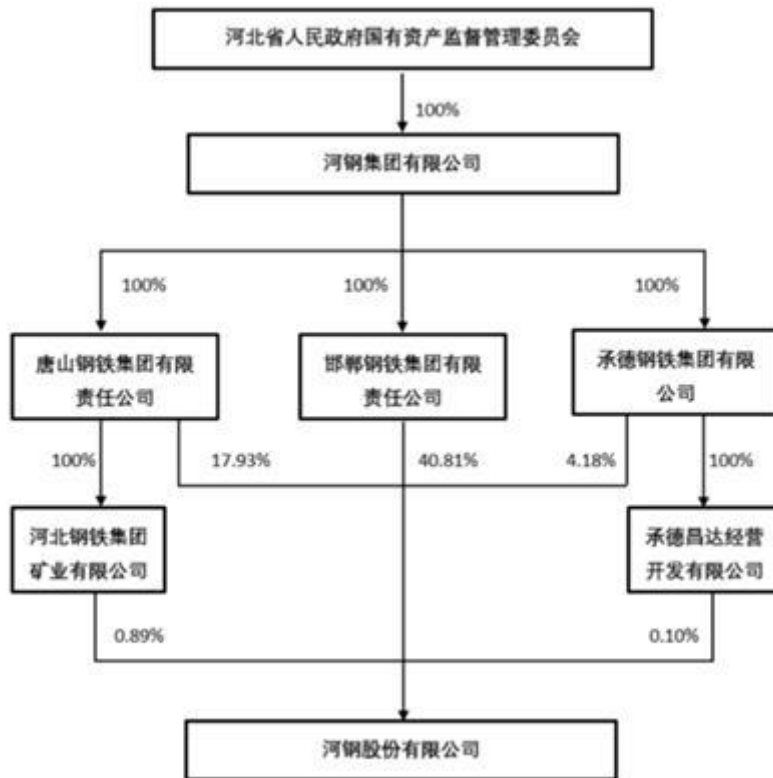 河北省人民政府国有资产监督管理委员会
100%
河钢集团有限公司
100%
100%
100%
唐山钢铁集团有限
责任公司
邯郸钢铁集团有限
责任公司
承德钢铁集团有限
公司
100%
17.93%
40.81%
4.18%
100%
河北钢铁集团
矿业有限公司
承德昌达经营
开发有限公司
0.89%
0.10%
河钢股份有限公司